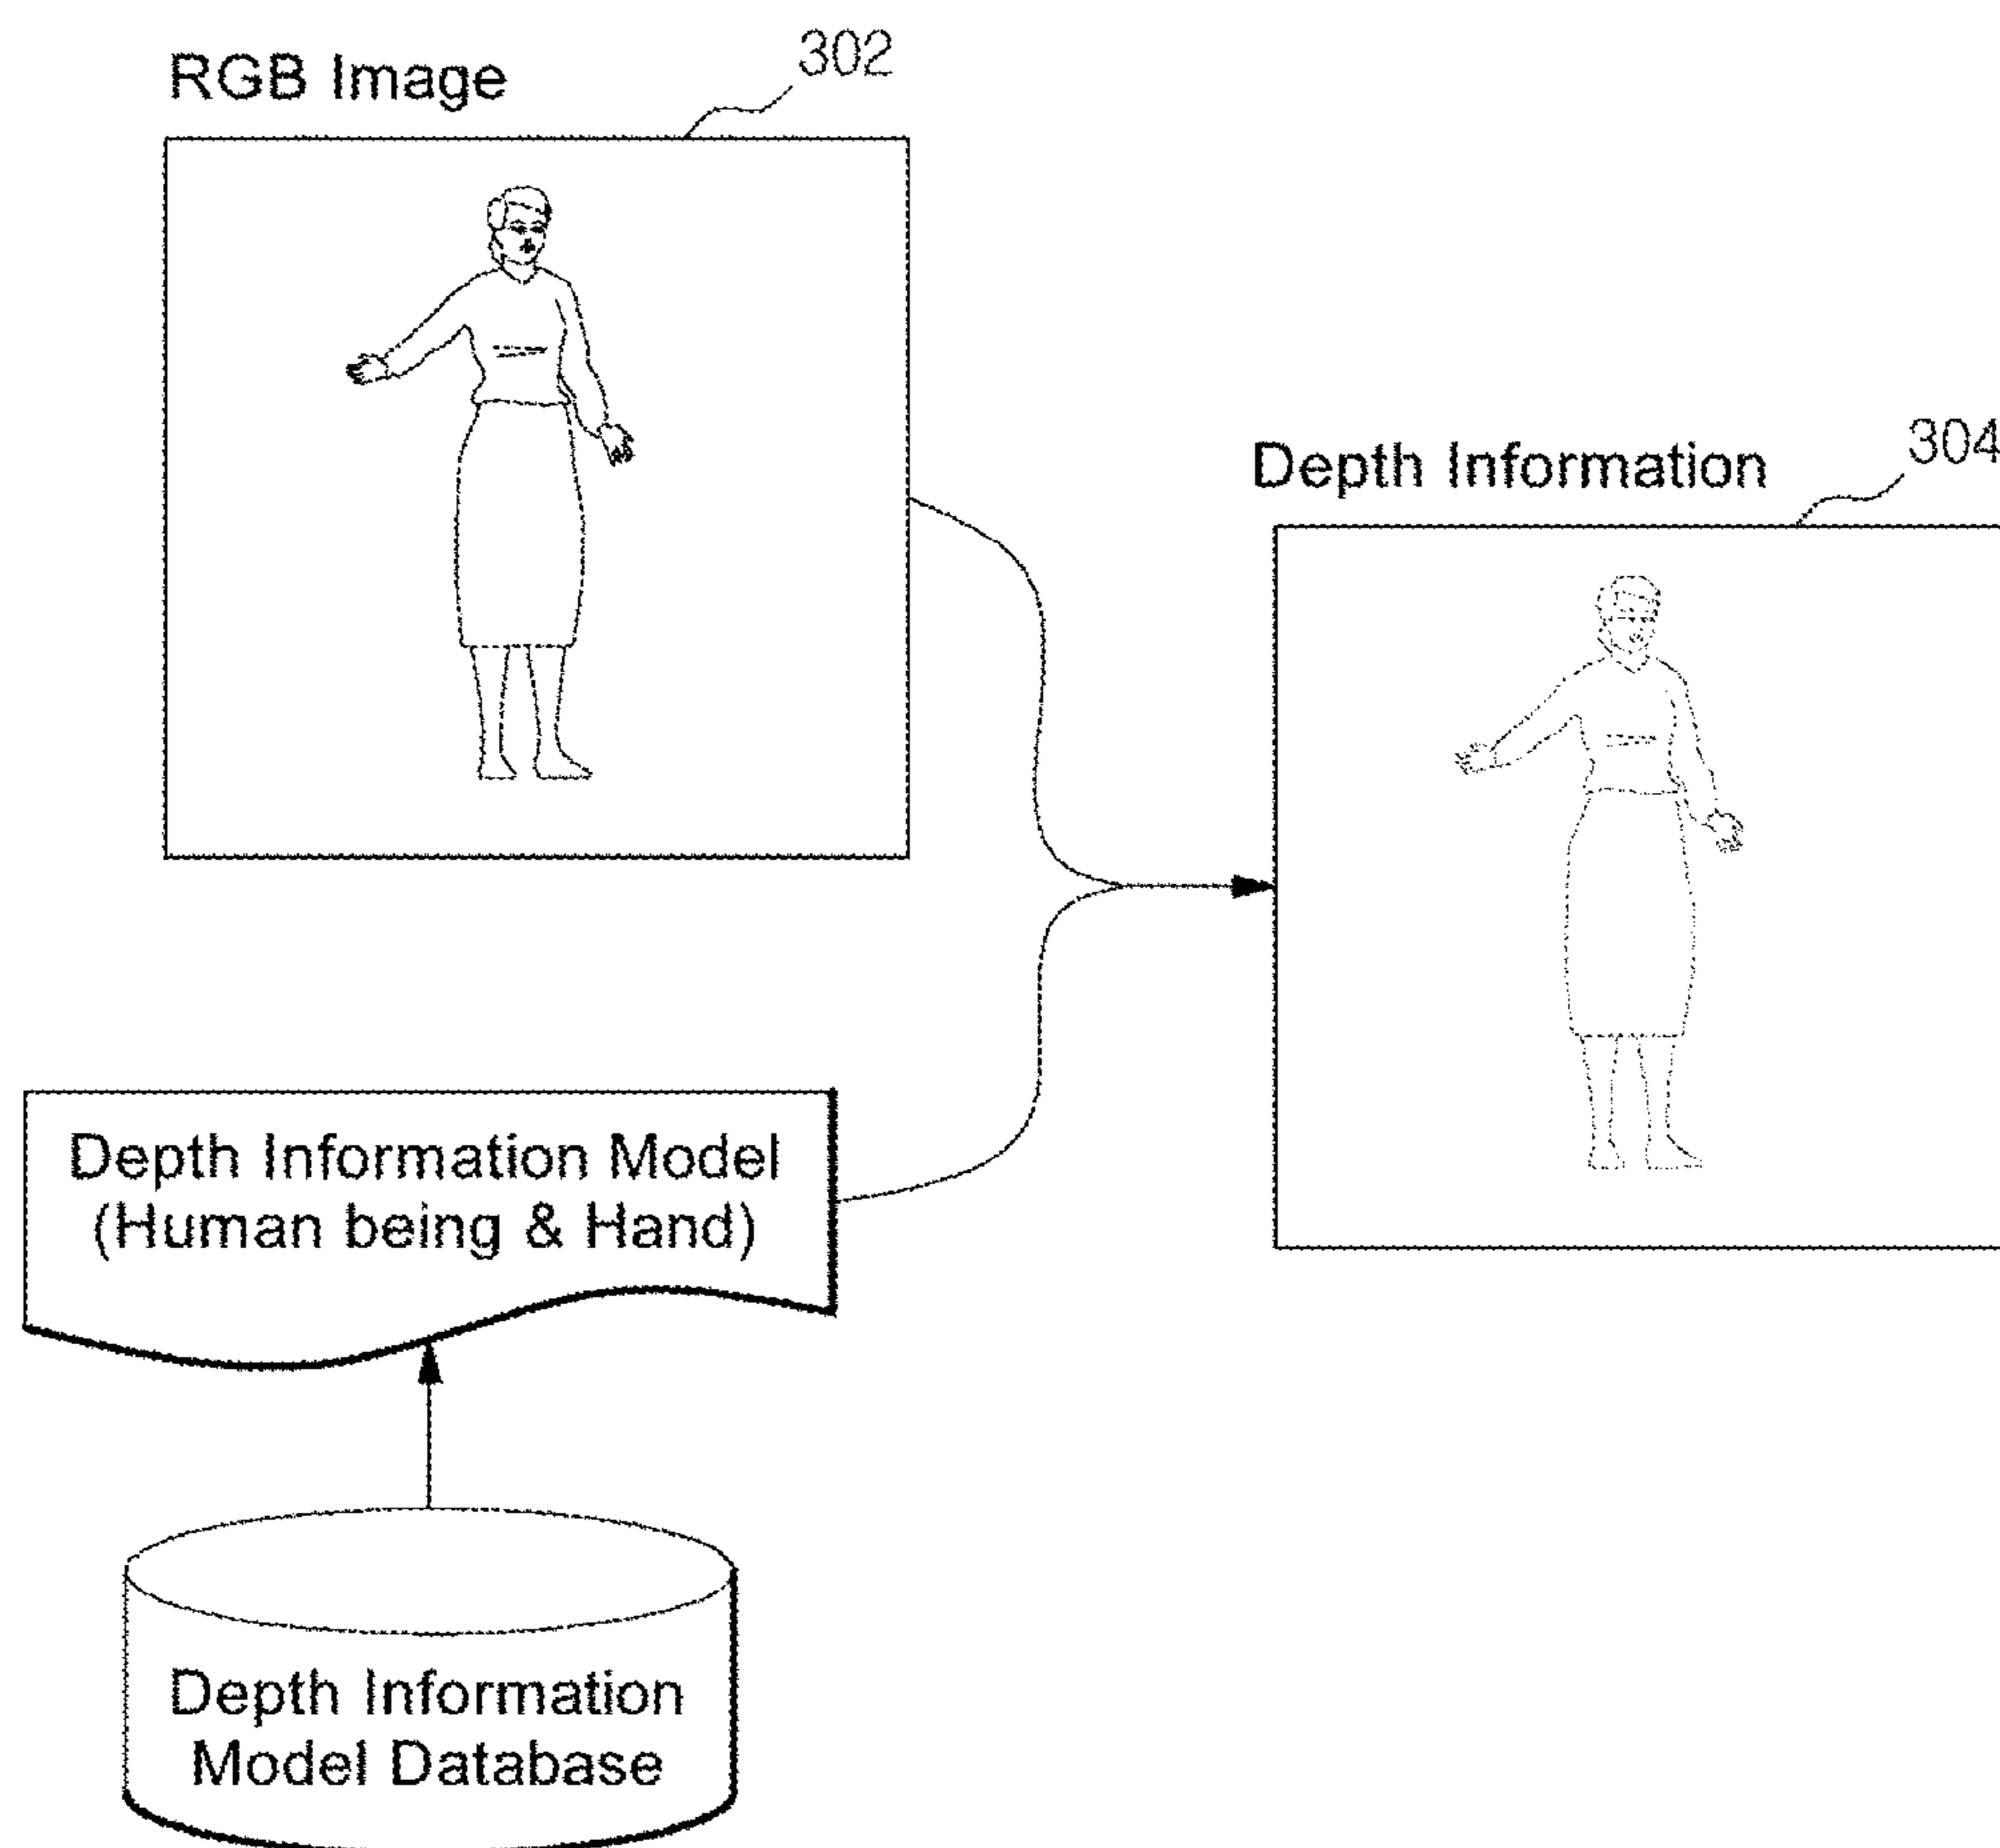 RGB Image
302
Depth Information
304
Depth Information Model
(Human being & Hand)
Depth Information
Model Database